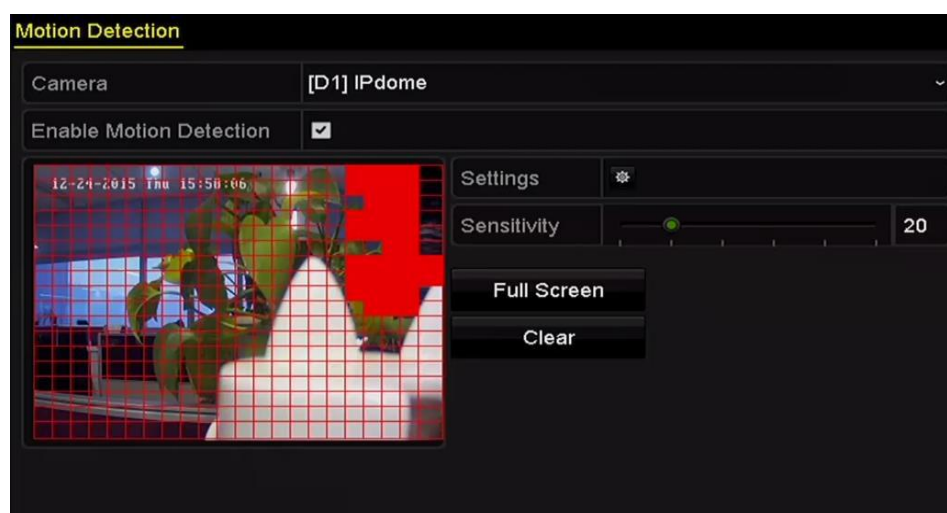 Motion Detection
Camera [D1] IPdome
Enable Motion Detection
12-24-2015 Thu 15:50:06
Settings
Sensitivity 20
Full Screen
Clear